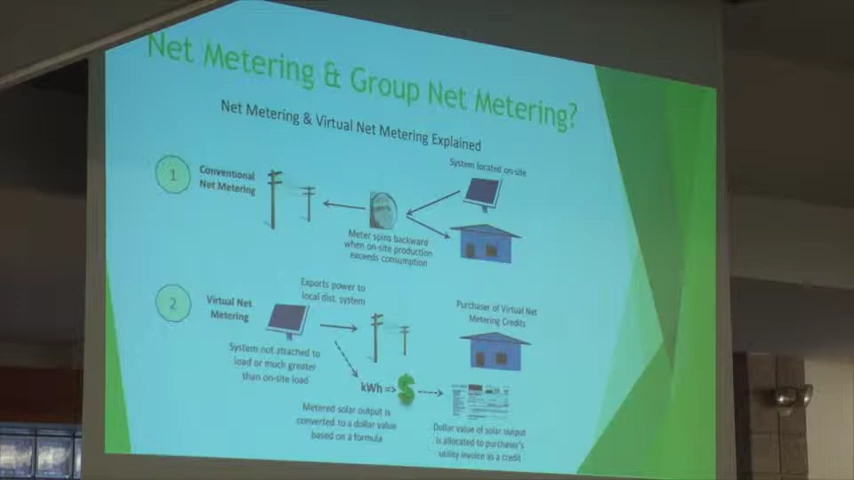 Net Metering & Group Net Metering?
Net Metering & Virtual Net Metering Explained
1
Conventional
Net Metering
System located on-site
Meter spins backward
when on-site production
exceeds consumption
2
Virtual Net
Metering
Exports power to
local dist. system
System not attached to
load or much greater
than on-site load
Purchaser of Virtual Net
Metering Credits
kWh => $
Metered solar output is
converted to a dollar value
based on a formula
Dollar value of solar output
is allocated to purchaser's
utility invoice as a credit